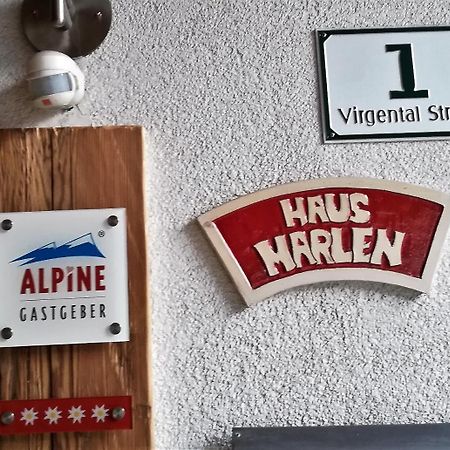 1
Virgental Str
HAUS
MARLEN
ALPINE
®
GASTGEBER